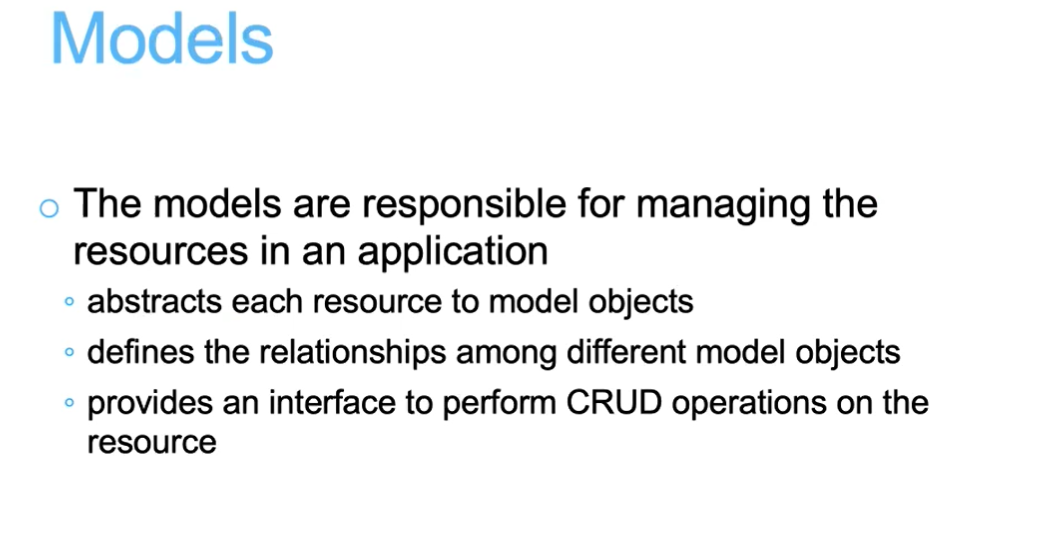 Models
The models are responsible for managing the
resources in an application
abstracts each resource to model objects
defines the relationships among different model objects
provides an interface to perform CRUD operations on the
resource